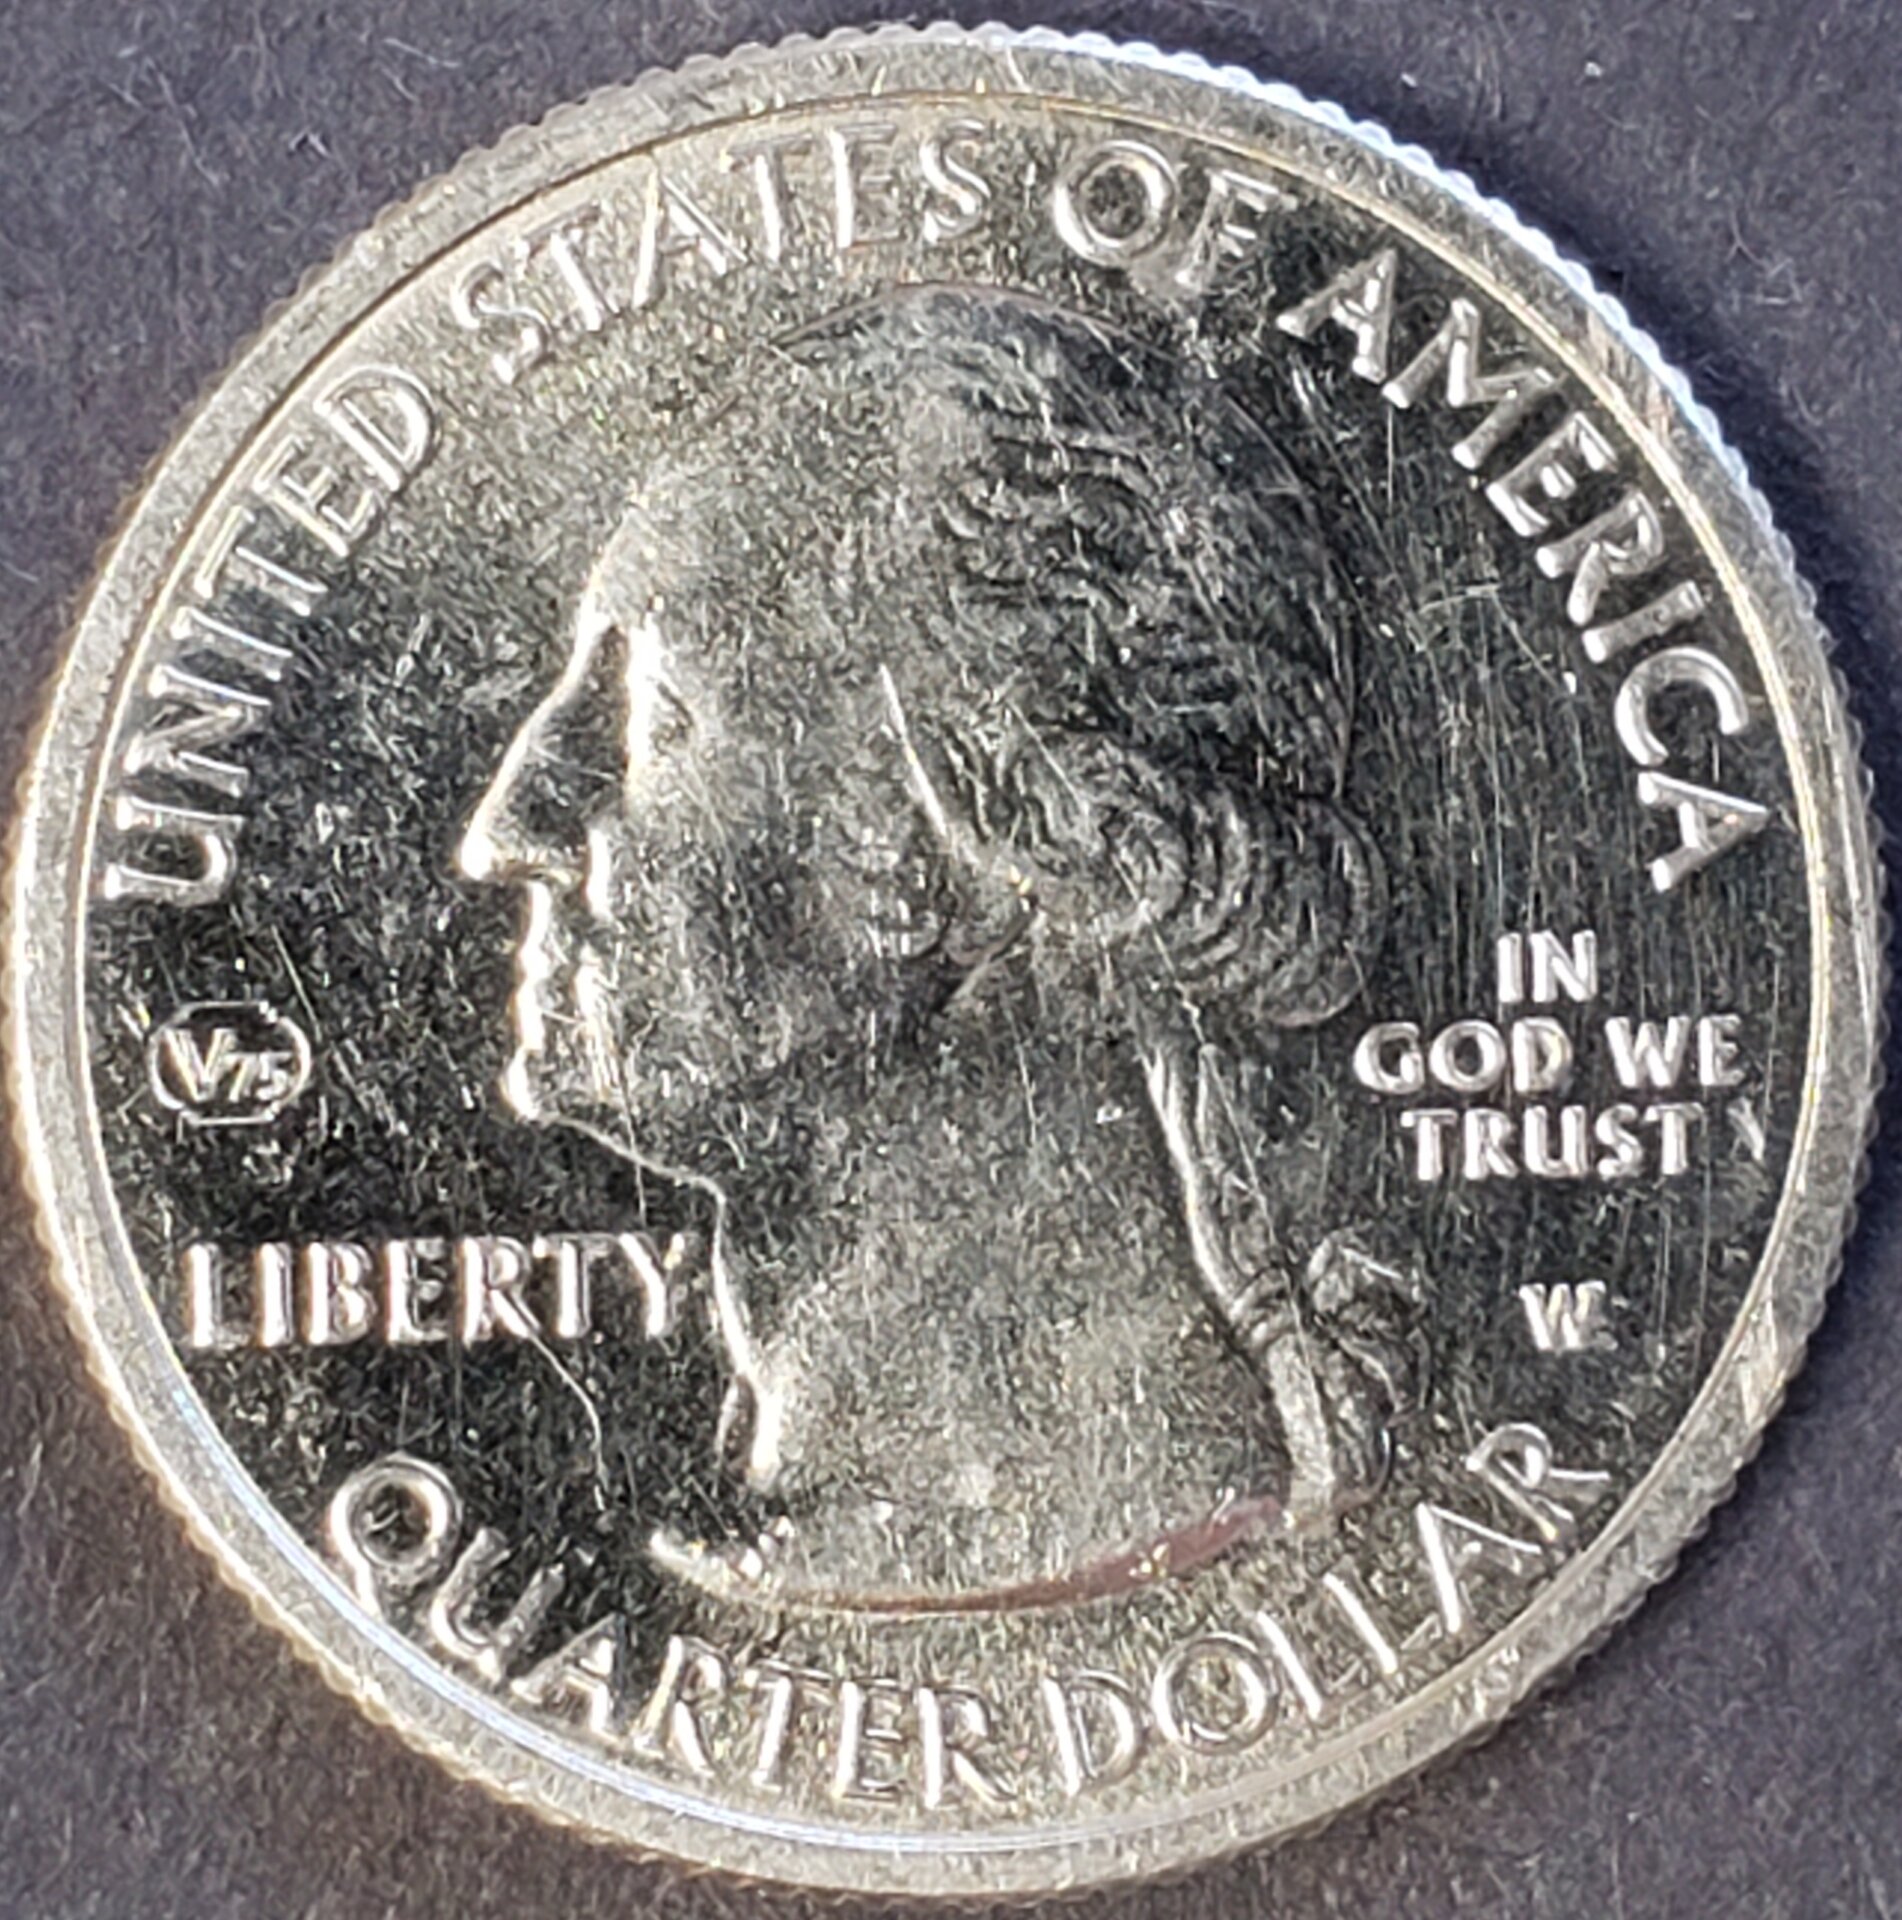 UNITED STATES OF AMERICA
V75
LIBERTY
IN
GOD WE
TRUST
W
QUARTER DOLLAR